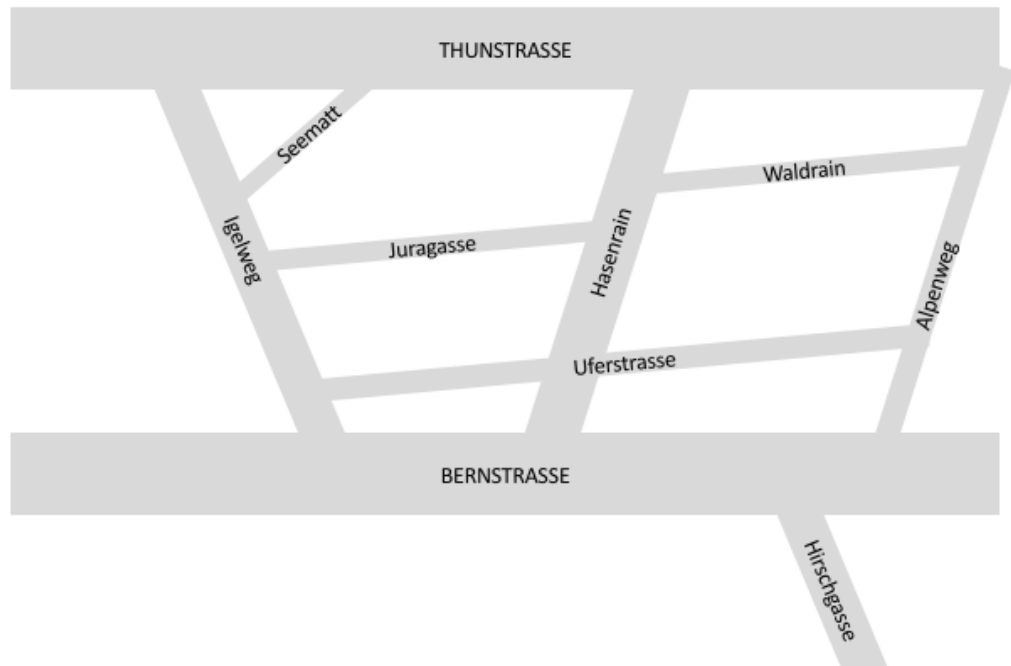 THUNSTRASSE
Seematt
Waldrain
Igelweg
Juragasse
Hasenrain
Alpenweg
Uferstrasse
BERNSTRASSE
Hirschgasse